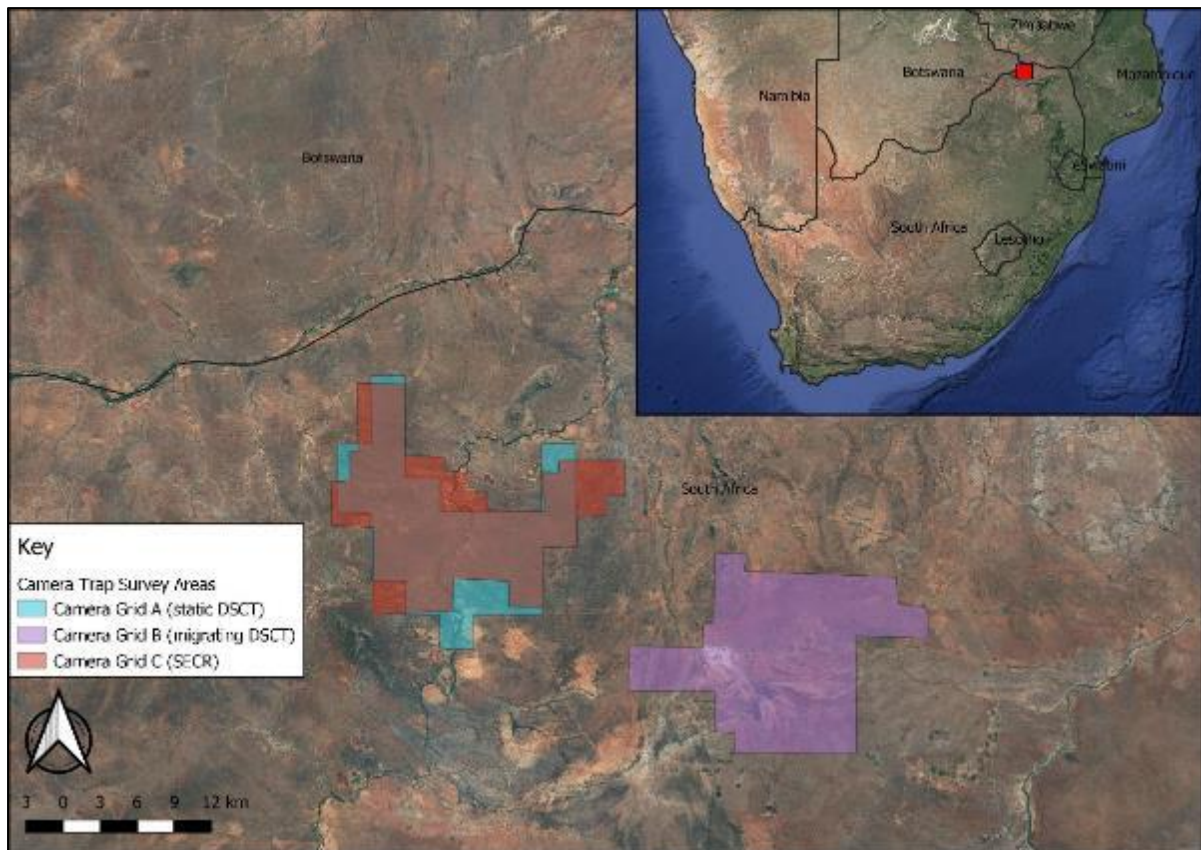 Zimbabwe
Botswana
Mozambique
Namibia
eSwatini
South Africa
Lesotho
Botswana
South Africa
Key
Camera Trap Survey Areas
Camera Grid A (static DSCT)
Camera Grid B (migrating DSCT)
Camera Grid C (SECR)
3 0 3 6 9 12 km